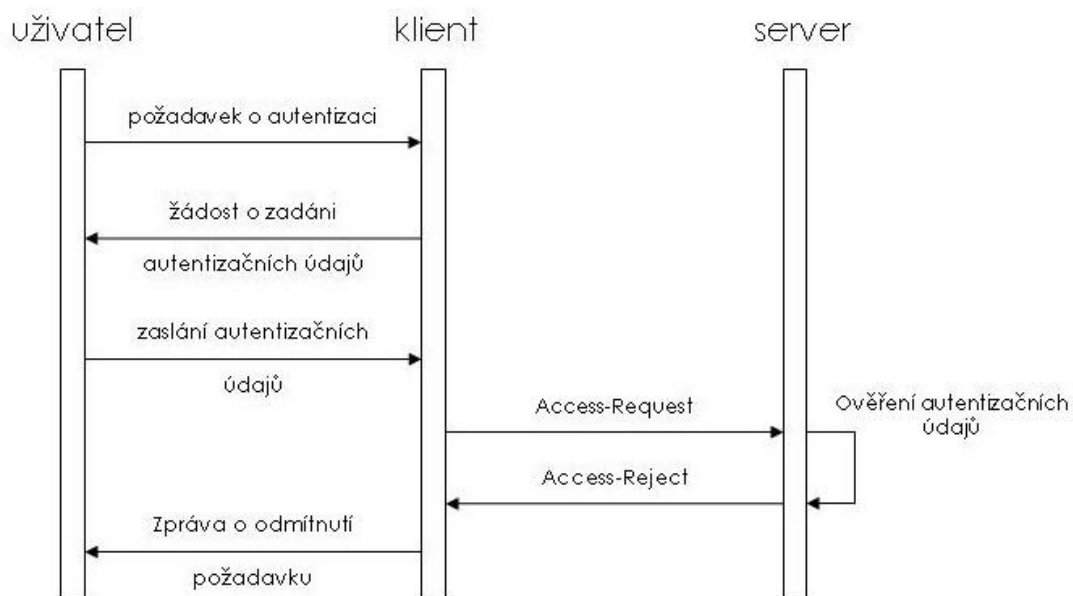 uživatel
klient
server
požadavek o autentizaci
žádost o zadáni
autentizačních údajů
zaslání autentizačních
údajů
Access-Request
Ověření autentizačních
údajů
Access-Reject
Zpráva o odmítnutí
požadavku